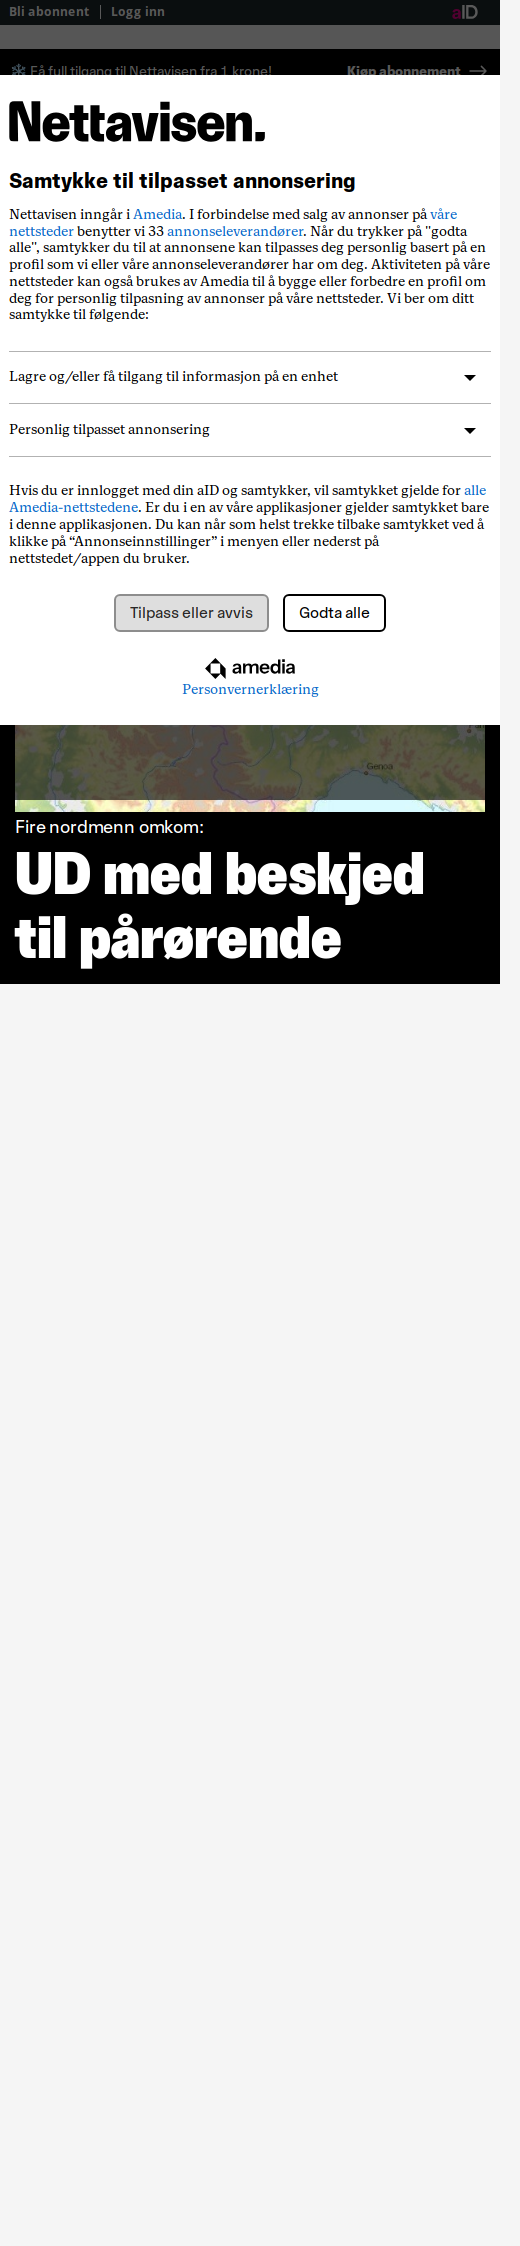 Bli abonnent
Logg inn
aID
Få full tilgang til Nettavisen fra 1 krone!
Kjøp abonnement
Nettavisen.
Samtykke til tilpasset annonsering
Nettavisen inngår i Amedia. I forbindelse med salg av annonser på våre
nettsteder benytter vi 33 annonseleverandører. Når du trykker på "godta
alle", samtykker du til at annonsene kan tilpasses deg personlig basert på en
profil som vi eller våre annonseleverandører har om deg. Aktiviteten på våre
nettsteder kan også brukes av Amedia til å bygge eller forbedre en profil om
deg for personlig tilpasning av annonser på våre nettsteder. Vi ber om ditt
samtykke til følgende:
Lagre og/eller få tilgang til informasjon på en enhet
Personlig tilpasset annonsering
Hvis du er innlogget med din aID og samtykker, vil samtykket gjelde for alle
Amedia-nettstedene. Er du i en av våre applikasjoner gjelder samtykket bare
i denne applikasjonen. Du kan når som helst trekke tilbake samtykket ved å
klikke på “Annonseinnstillinger” i menyen eller nederst på
nettstedet/appen du bruker.
Tilpass eller avvis
Godta alle
amedia
Personvernerklæring
Genoa
Fire nordmenn omkom:
UD med beskjed
til pårørende